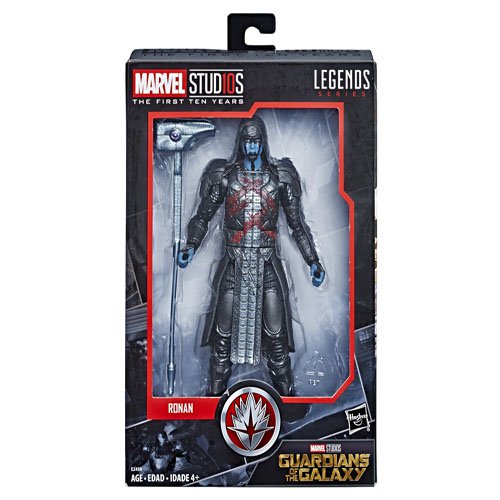 MARVEL STUDIOS
THE FIRST TEN YEARS
LEGENDS
SERIES
RONAN
E2458
AGE • EDAD • IDADE 4+
Hasbro
MARVEL STUDIOS
GUARDIANS
OF THE GALAXY